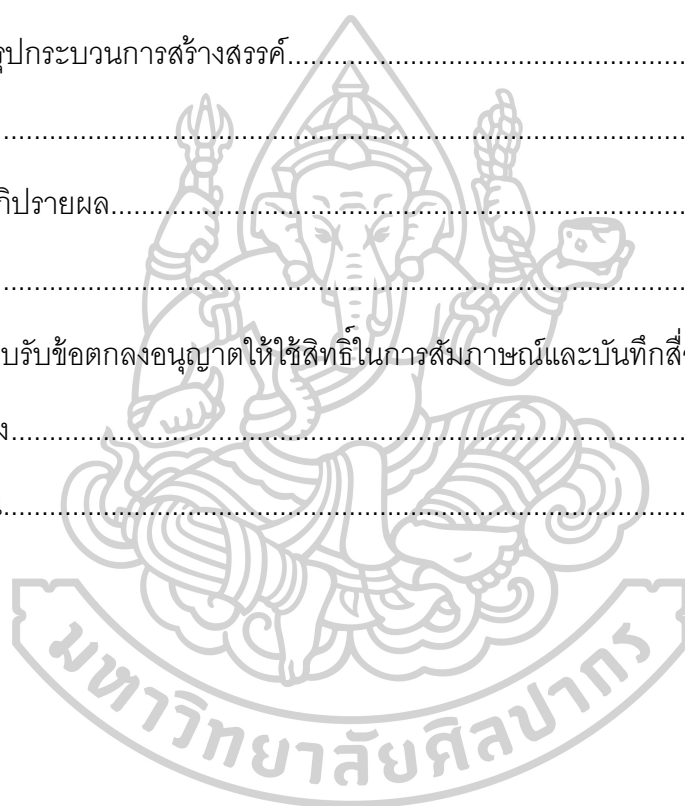 รุปกระบวนการสร้างสรรค์......................................................
..........................................................................................
ภิปรายผล...........................................................................
..........................................................................................
บรับข้อตกลงอนุญาตให้ใช้สิทธิ์ในการสัมภาษณ์และบันทึกสื่
ง.........................................................................................
..........................................................................................
มหาวิทยาลัยศิลปากร